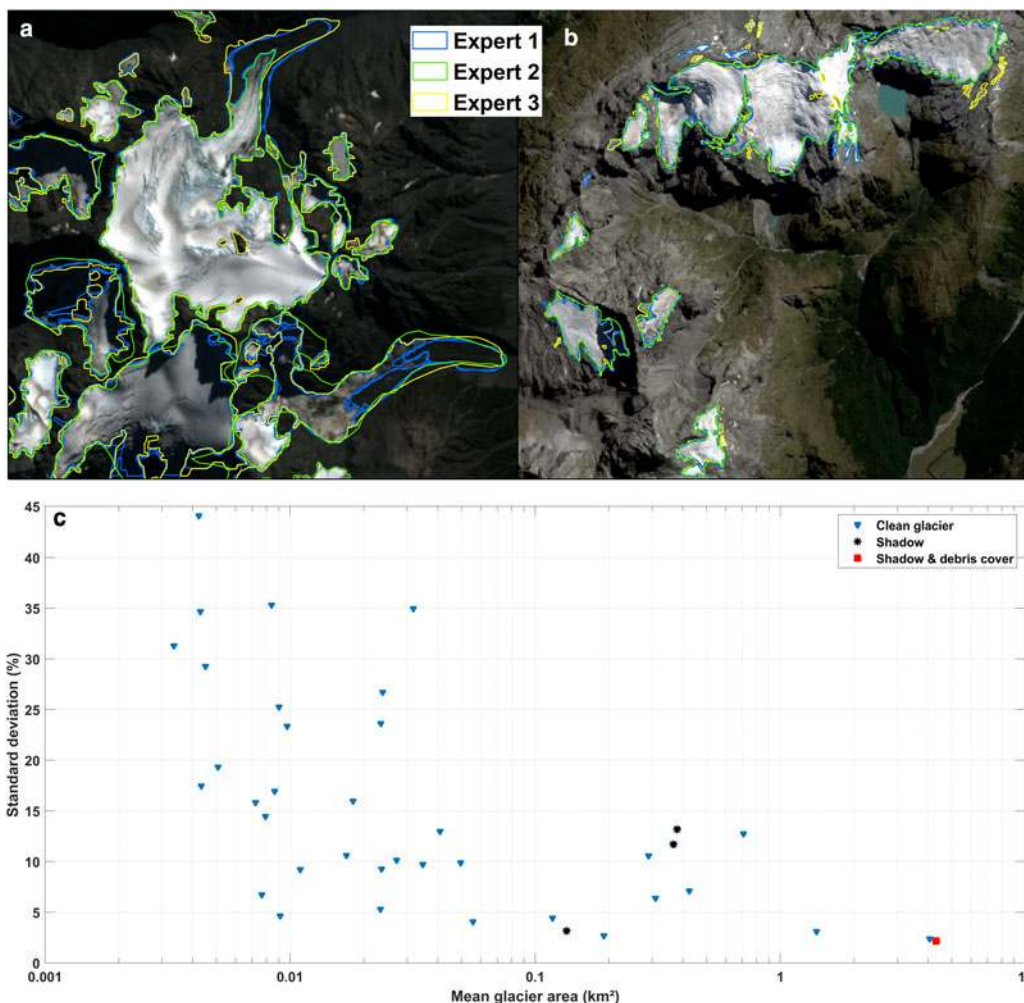 a
Expert 1
Expert 2
Expert 3
b
c
Standard deviation (%)
45
40
35
30
25
20
15
10
5
0
Clean glacier
Shadow
Shadow & debris cover
0.001
0.01
0.1
1
1
Mean glacier area (km²)